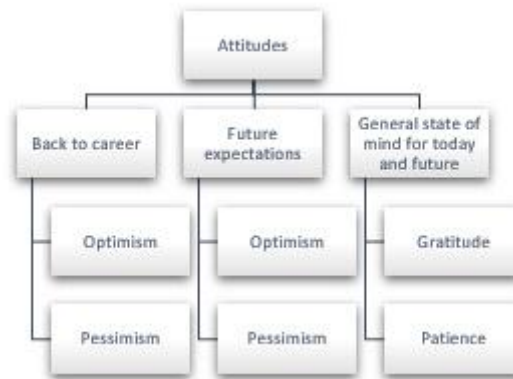 Attitudes
Back to career
Future
expectations
General state of
mind for today
and future
Optimism
Optimism
Gratitude
Pessimism
Pessimism
Patience